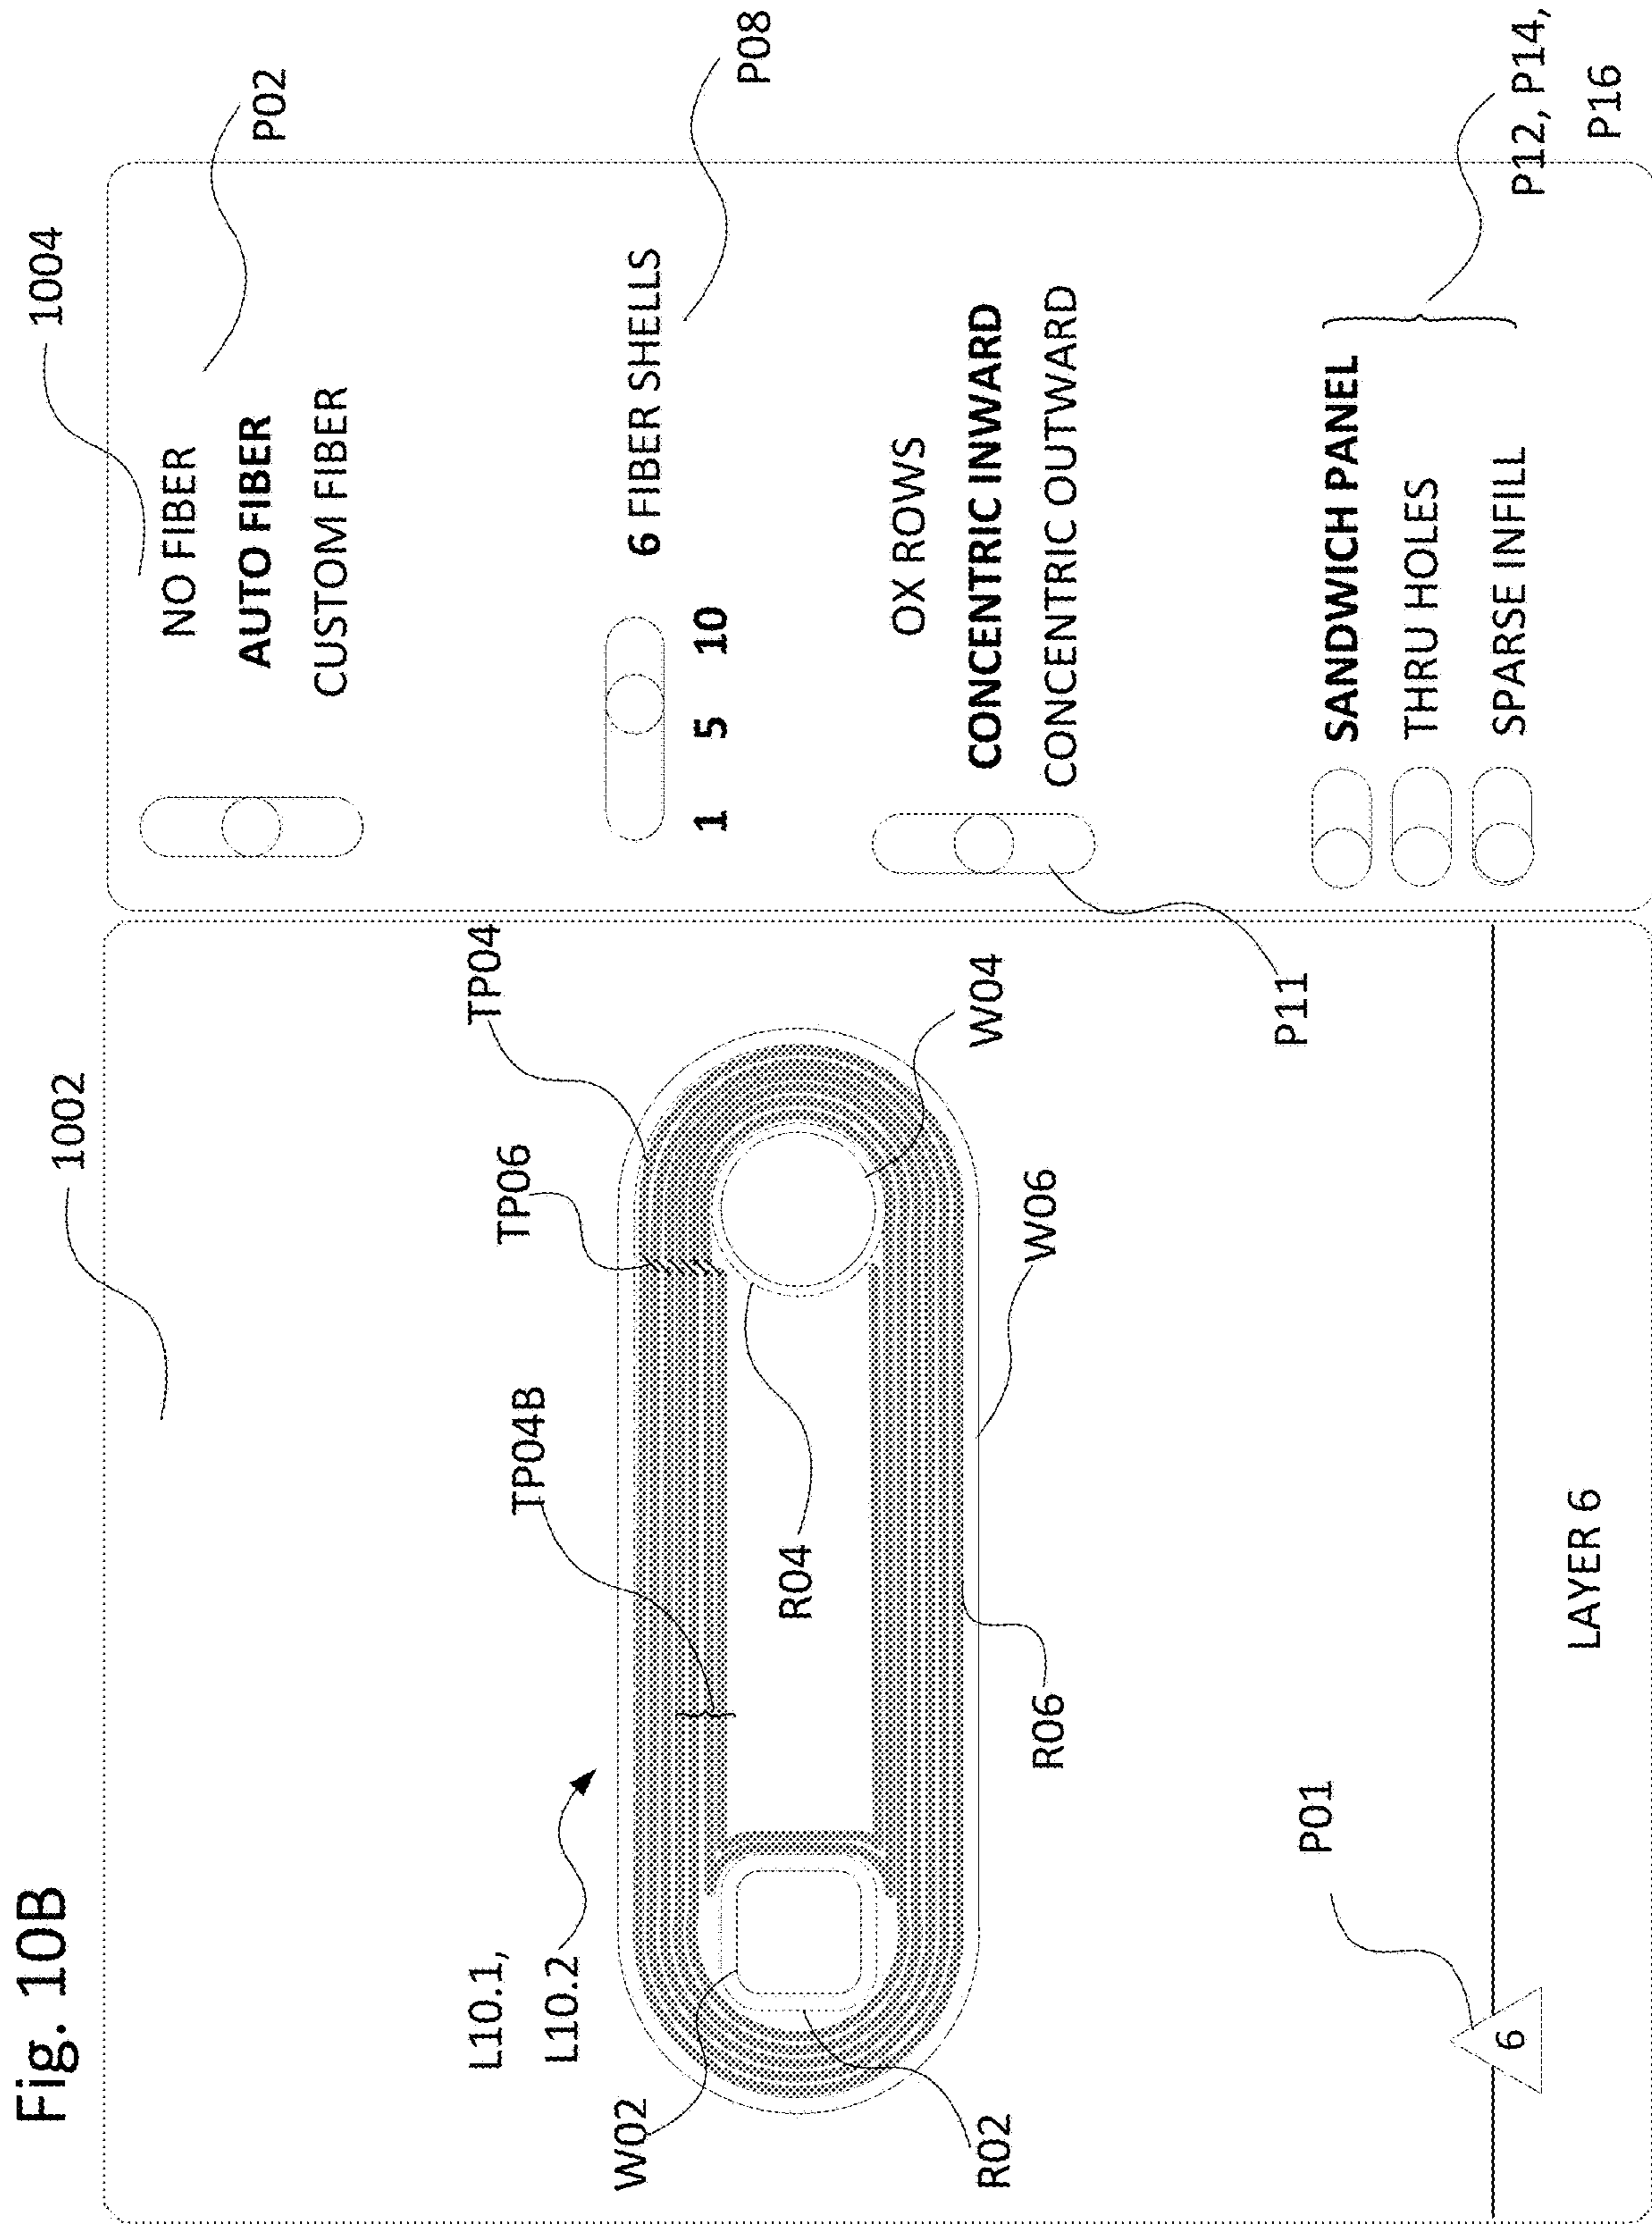 Fig. 10B
1002
1004
L10.1,
L10.2
TP04B
TP06
TP04
W02
R02
R04
W04
R06
W06
P01
6
LAYER 6
NO FIBER
AUTO FIBER
CUSTOM FIBER
P02
6 FIBER SHELLS
1 5 10
P08
OX ROWS
CONCENTRIC INWARD
CONCENTRIC OUTWARD
P11
SANDWICH PANEL
THRU HOLES
SPARSE INFILL
P12, P14,
P16